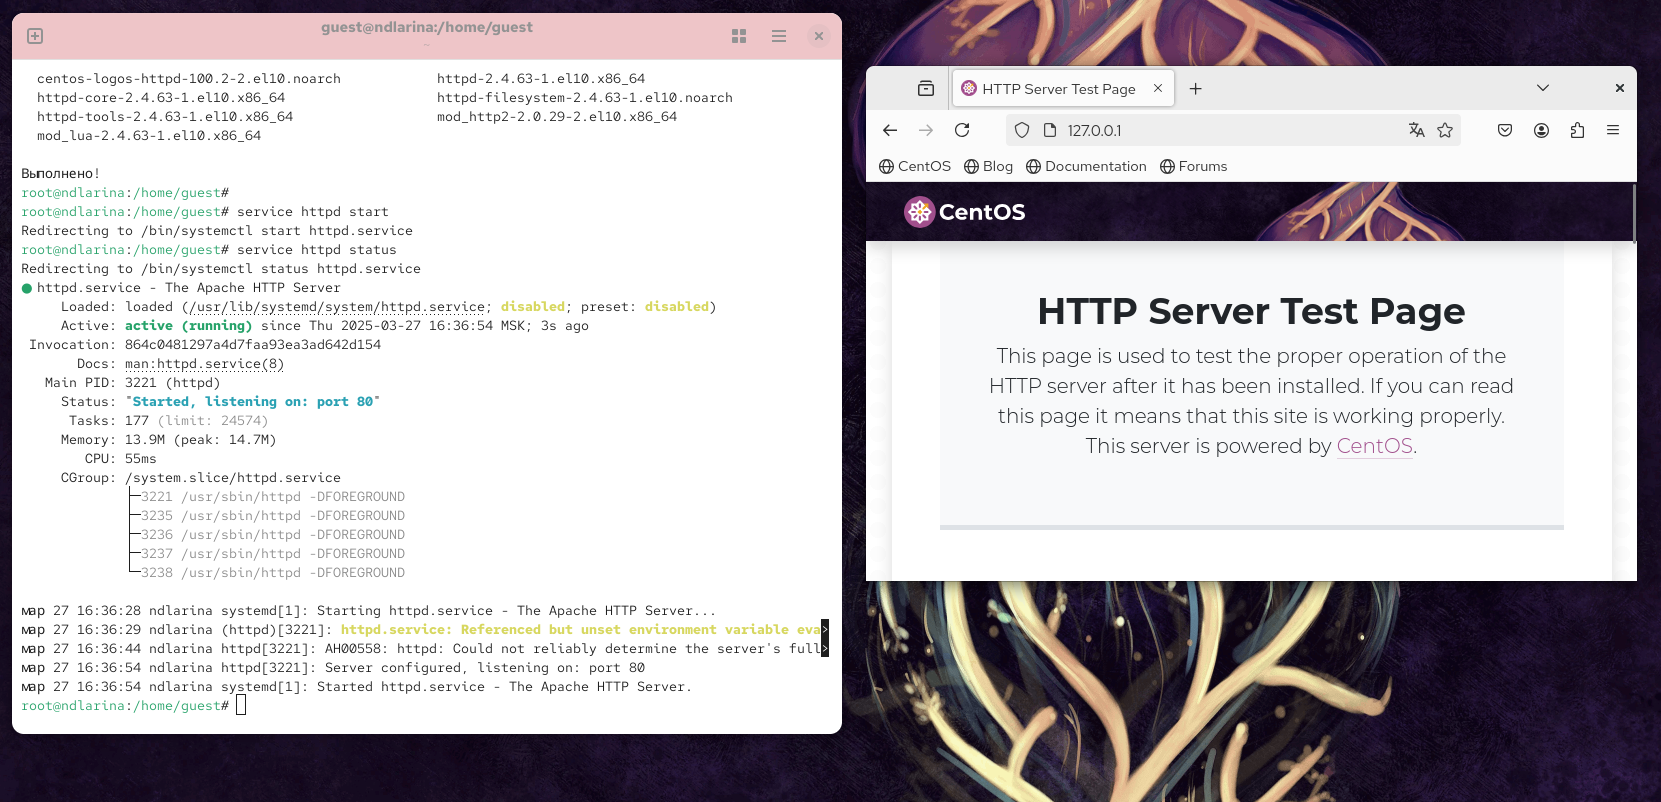 guest@ndlarina:/home/guest
~
centos-logos-httpd-100.2-2.el10.noarch httpd-2.4.63-1.el10.x86_64
httpd-core-2.4.63-1.el10.x86_64 httpd-filesystem-2.4.63-1.el10.noarch
httpd-tools-2.4.63-1.el10.x86_64 mod_http2-2.0.29-2.el10.x86_64
mod_lua-2.4.63-1.el10.x86_64
Выполнено!
root@ndlarina:/home/guest#
root@ndlarina:/home/guest# service httpd start
Redirecting to /bin/systemctl start httpd.service
root@ndlarina:/home/guest# service httpd status
Redirecting to /bin/systemctl status httpd.service
● httpd.service - The Apache HTTP Server
Loaded: loaded (/usr/lib/systemd/system/httpd.service; disabled; preset: disabled)
Active: active (running) since Thu 2025-03-27 16:36:54 MSK; 3s ago
Invocation: 864c0481297a4d7faa93ea3ad642d154
Docs: man:httpd.service(8)
Main PID: 3221 (httpd)
Status: "Started, listening on: port 80"
Tasks: 177 (limit: 24574)
Memory: 13.9M (peak: 14.7M)
CPU: 55ms
CGroup: /system.slice/httpd.service
├─3221 /usr/sbin/httpd -DFOREGROUND
├─3235 /usr/sbin/httpd -DFOREGROUND
├─3236 /usr/sbin/httpd -DFOREGROUND
├─3237 /usr/sbin/httpd -DFOREGROUND
└─3238 /usr/sbin/httpd -DFOREGROUND
мар 27 16:36:28 ndlarina systemd[1]: Starting httpd.service - The Apache HTTP Server...
мар 27 16:36:29 ndlarina (httpd)[3221]: httpd.service: Referenced but unset environment variable eva>
мар 27 16:36:44 ndlarina httpd[3221]: AH00558: httpd: Could not reliably determine the server's full>
мар 27 16:36:54 ndlarina httpd[3221]: Server configured, listening on: port 80
мар 27 16:36:54 ndlarina systemd[1]: Started httpd.service - The Apache HTTP Server.
root@ndlarina:/home/guest#
HTTP Server Test Page
127.0.0.1
CentOS Blog Documentation Forums
CentOS
HTTP Server Test Page
This page is used to test the proper operation of the
HTTP server after it has been installed. If you can read
this page it means that this site is working properly.
This server is powered by CentOS.